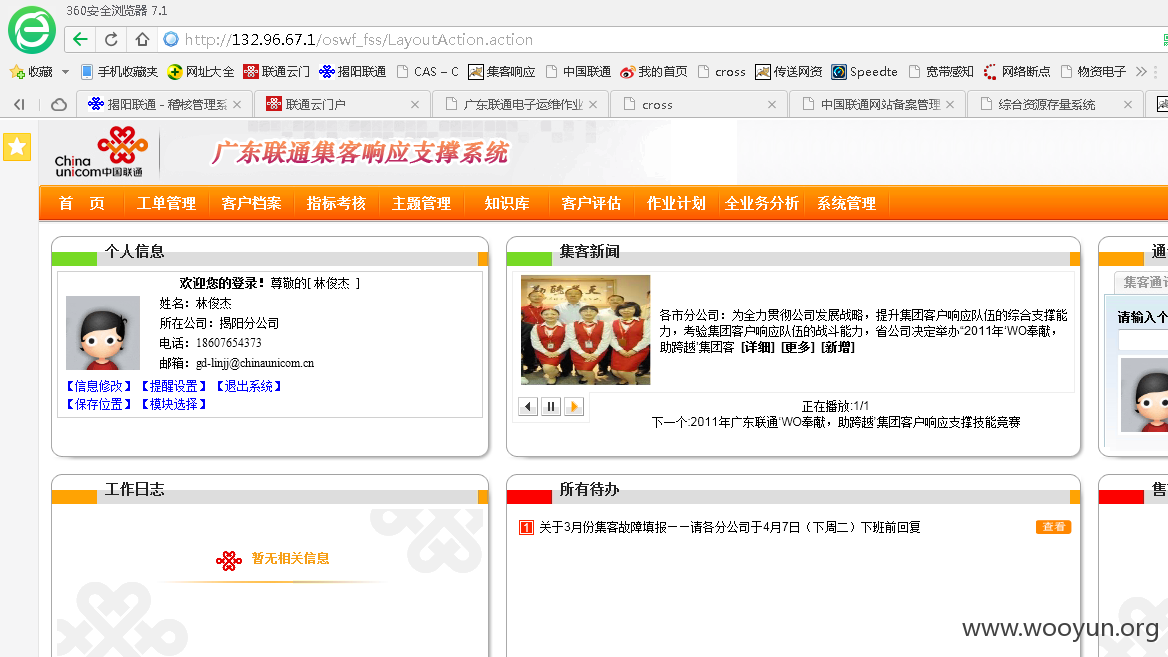 360安全浏览器 7.1
http://132.96.67.1/oswf_fss/LayoutAction.action
收藏 手机收藏夹 网址大全 联通云门 揭阳联通 CAS – C 集客响应 中国联通 我的首页 cross 传送网资 Speedte 宽带感知 网络断点 物资电子
揭阳联通 - 稽核管理系 联通云门户 广东联通电子运维作业 cross 中国联通网站备案管理 综合资源存量系统
China unicom中国联通
广东联通集客响应支撑系统
首 页 工单管理 客户档案 指标考核 主题管理 知识库 客户评估 作业计划 全业务分析 系统管理
个人信息
欢迎您的登录！尊敬的[ 林俊杰 ]
姓名：林俊杰
所在公司：揭阳分公司
电话：18607654373
邮箱：gd-linjj@chinaunicom.cn
【信息修改】【提醒设置】【退出系统】
【保存位置】【模块选择】
集客新闻
各市分公司：为全力贯彻公司发展战略，提升集团客户响应队伍的综合支撑能
力，考验集团客户响应队伍的战斗能力，省公司决定举办“2011年‘WO奉献，
助跨越’集团客 [详细] [更多] [新增]
正在播放:1/1
下一个:2011年广东联通‘WO奉献，助跨越’集团客户响应支撑技能竞赛
通
集客通
请输入个
工作日志
暂无相关信息
所有待办
1 关于3月份集客故障填报——请各分公司于4月7日（下周二）下班前回复 查看
售
www.wooyun.org